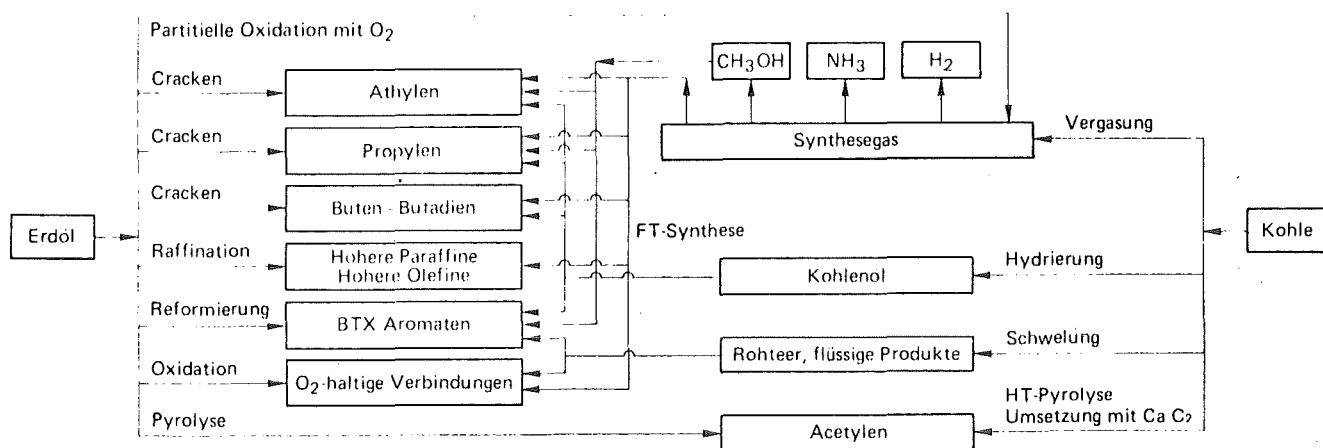 Partitielle Oxidation mit O₂
CH₃OH
NH₃
H₂
Cracken
Athylen
Synthesegas
Vergasung
Cracken
Propylen
Cracken
Buten - Butadien
Erdöl
FT-Synthese
Kohle
Raffination
Hohere Paraffine
Hohere Olefine
Kohlenol
Hydrierung
Reformierung
BTX Aromaten
Rohteer, flüssige Produkte
Schwelung
Oxidation
O₂-haltige Verbindungen
HT-Pyrolyse
Umsetzung mit Ca C₂
Pyrolyse
Acetylen